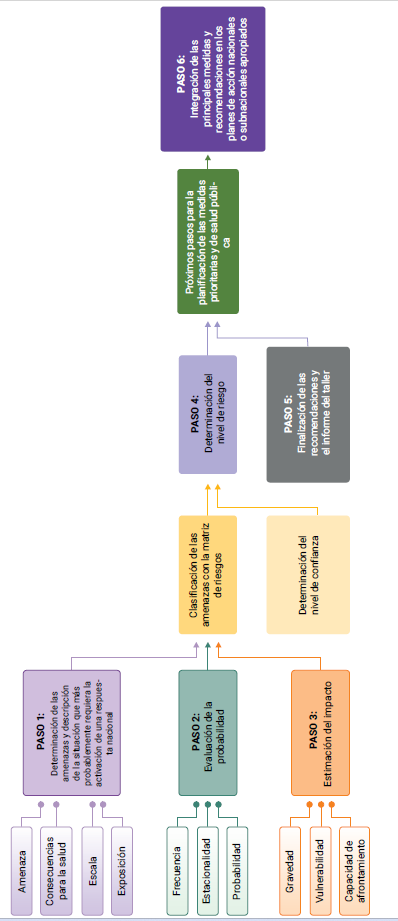 Amenaza
Consecuencias
para la salud
Escala
Exposición
PASO 1:
Determinación de las
amenazas y descripción
de la situación que más
probablemente requiera la
activación de una respues-
ta nacional
Frecuencia
Estacionalidad
Probabilidad
PASO 2:
Evaluación de la
probabilidad
Gravedad
Vulnerabilidad
Capacidad de
afrontamiento
PASO 3:
Estimación del impacto
Clasificación de las
amenazas con la matriz
de riesgos
Determinación del
nivel de confianza
PASO 4:
Determinación del
nivel de riesgo
PASO 5:
Finalización de las
recomendaciones y
el informe del taller
Próximos pasos para la
planificación de las medidas
prioritarias y de salud públi-
ca
PASO 6:
Integración de las
principales medidas y
recomendaciones en los
planes de acción nacionales
o subnacionales apropiados